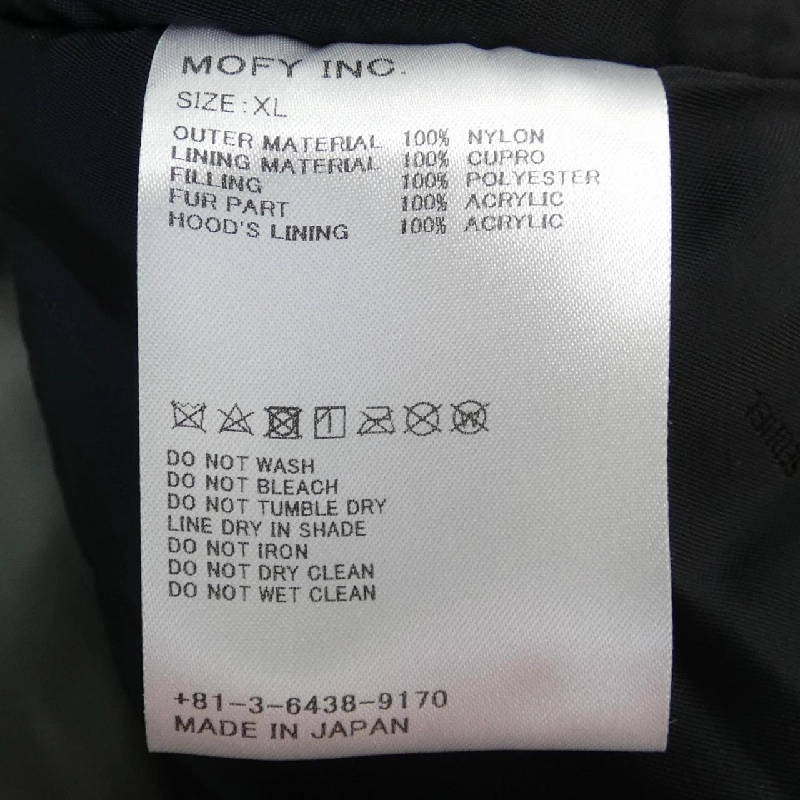 MOFY INC.
SIZE:XL
OUTER MATERIAL 100% NYLON
LINING MATERIAL 100% CUPRO
FILLING 100% POLYESTER
FUR PART 100% ACRYLIC
HOOD'S LINING 100% ACRYLIC
DO NOT WASH
DO NOT BLEACH
DO NOT TUMBLE DRY
LINE DRY IN SHADE
DO NOT IRON
DO NOT DRY CLEAN
DO NOT WET CLEAN
+81-3-6438-9170
MADE IN JAPAN